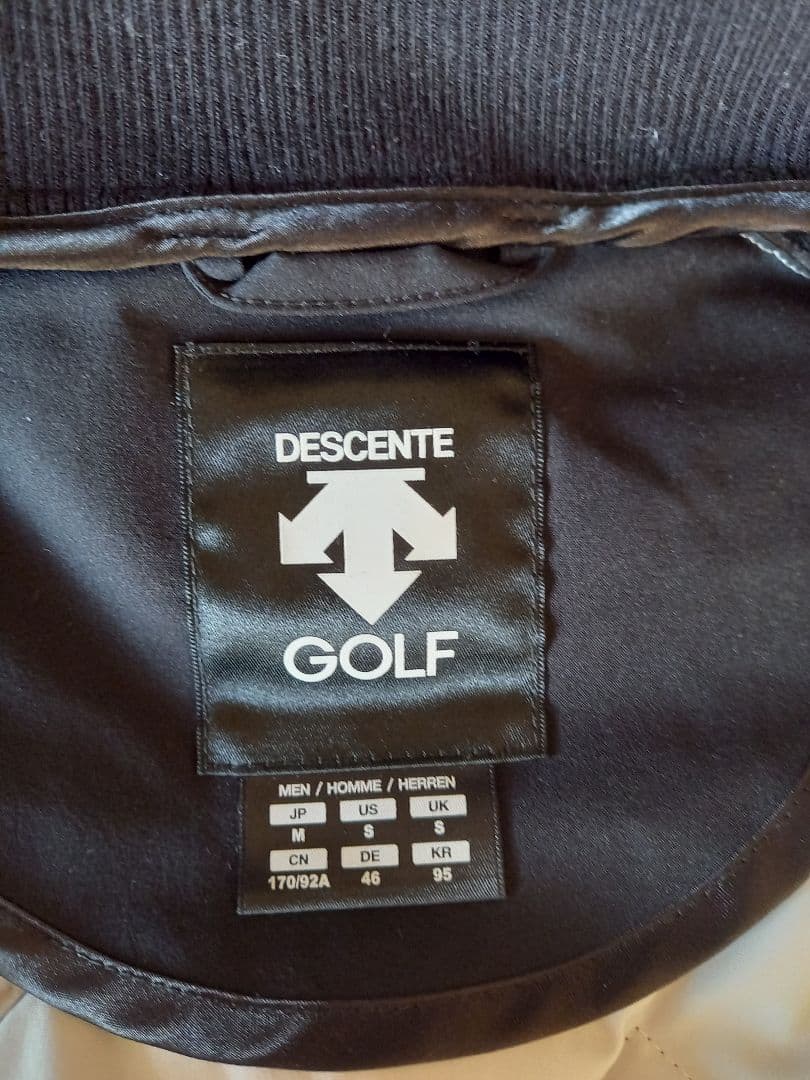 DESCENTE
GOLF
MEN / HOMME / HERREN
JP US UK
M S S
CN DE KR
170/92A 46 95